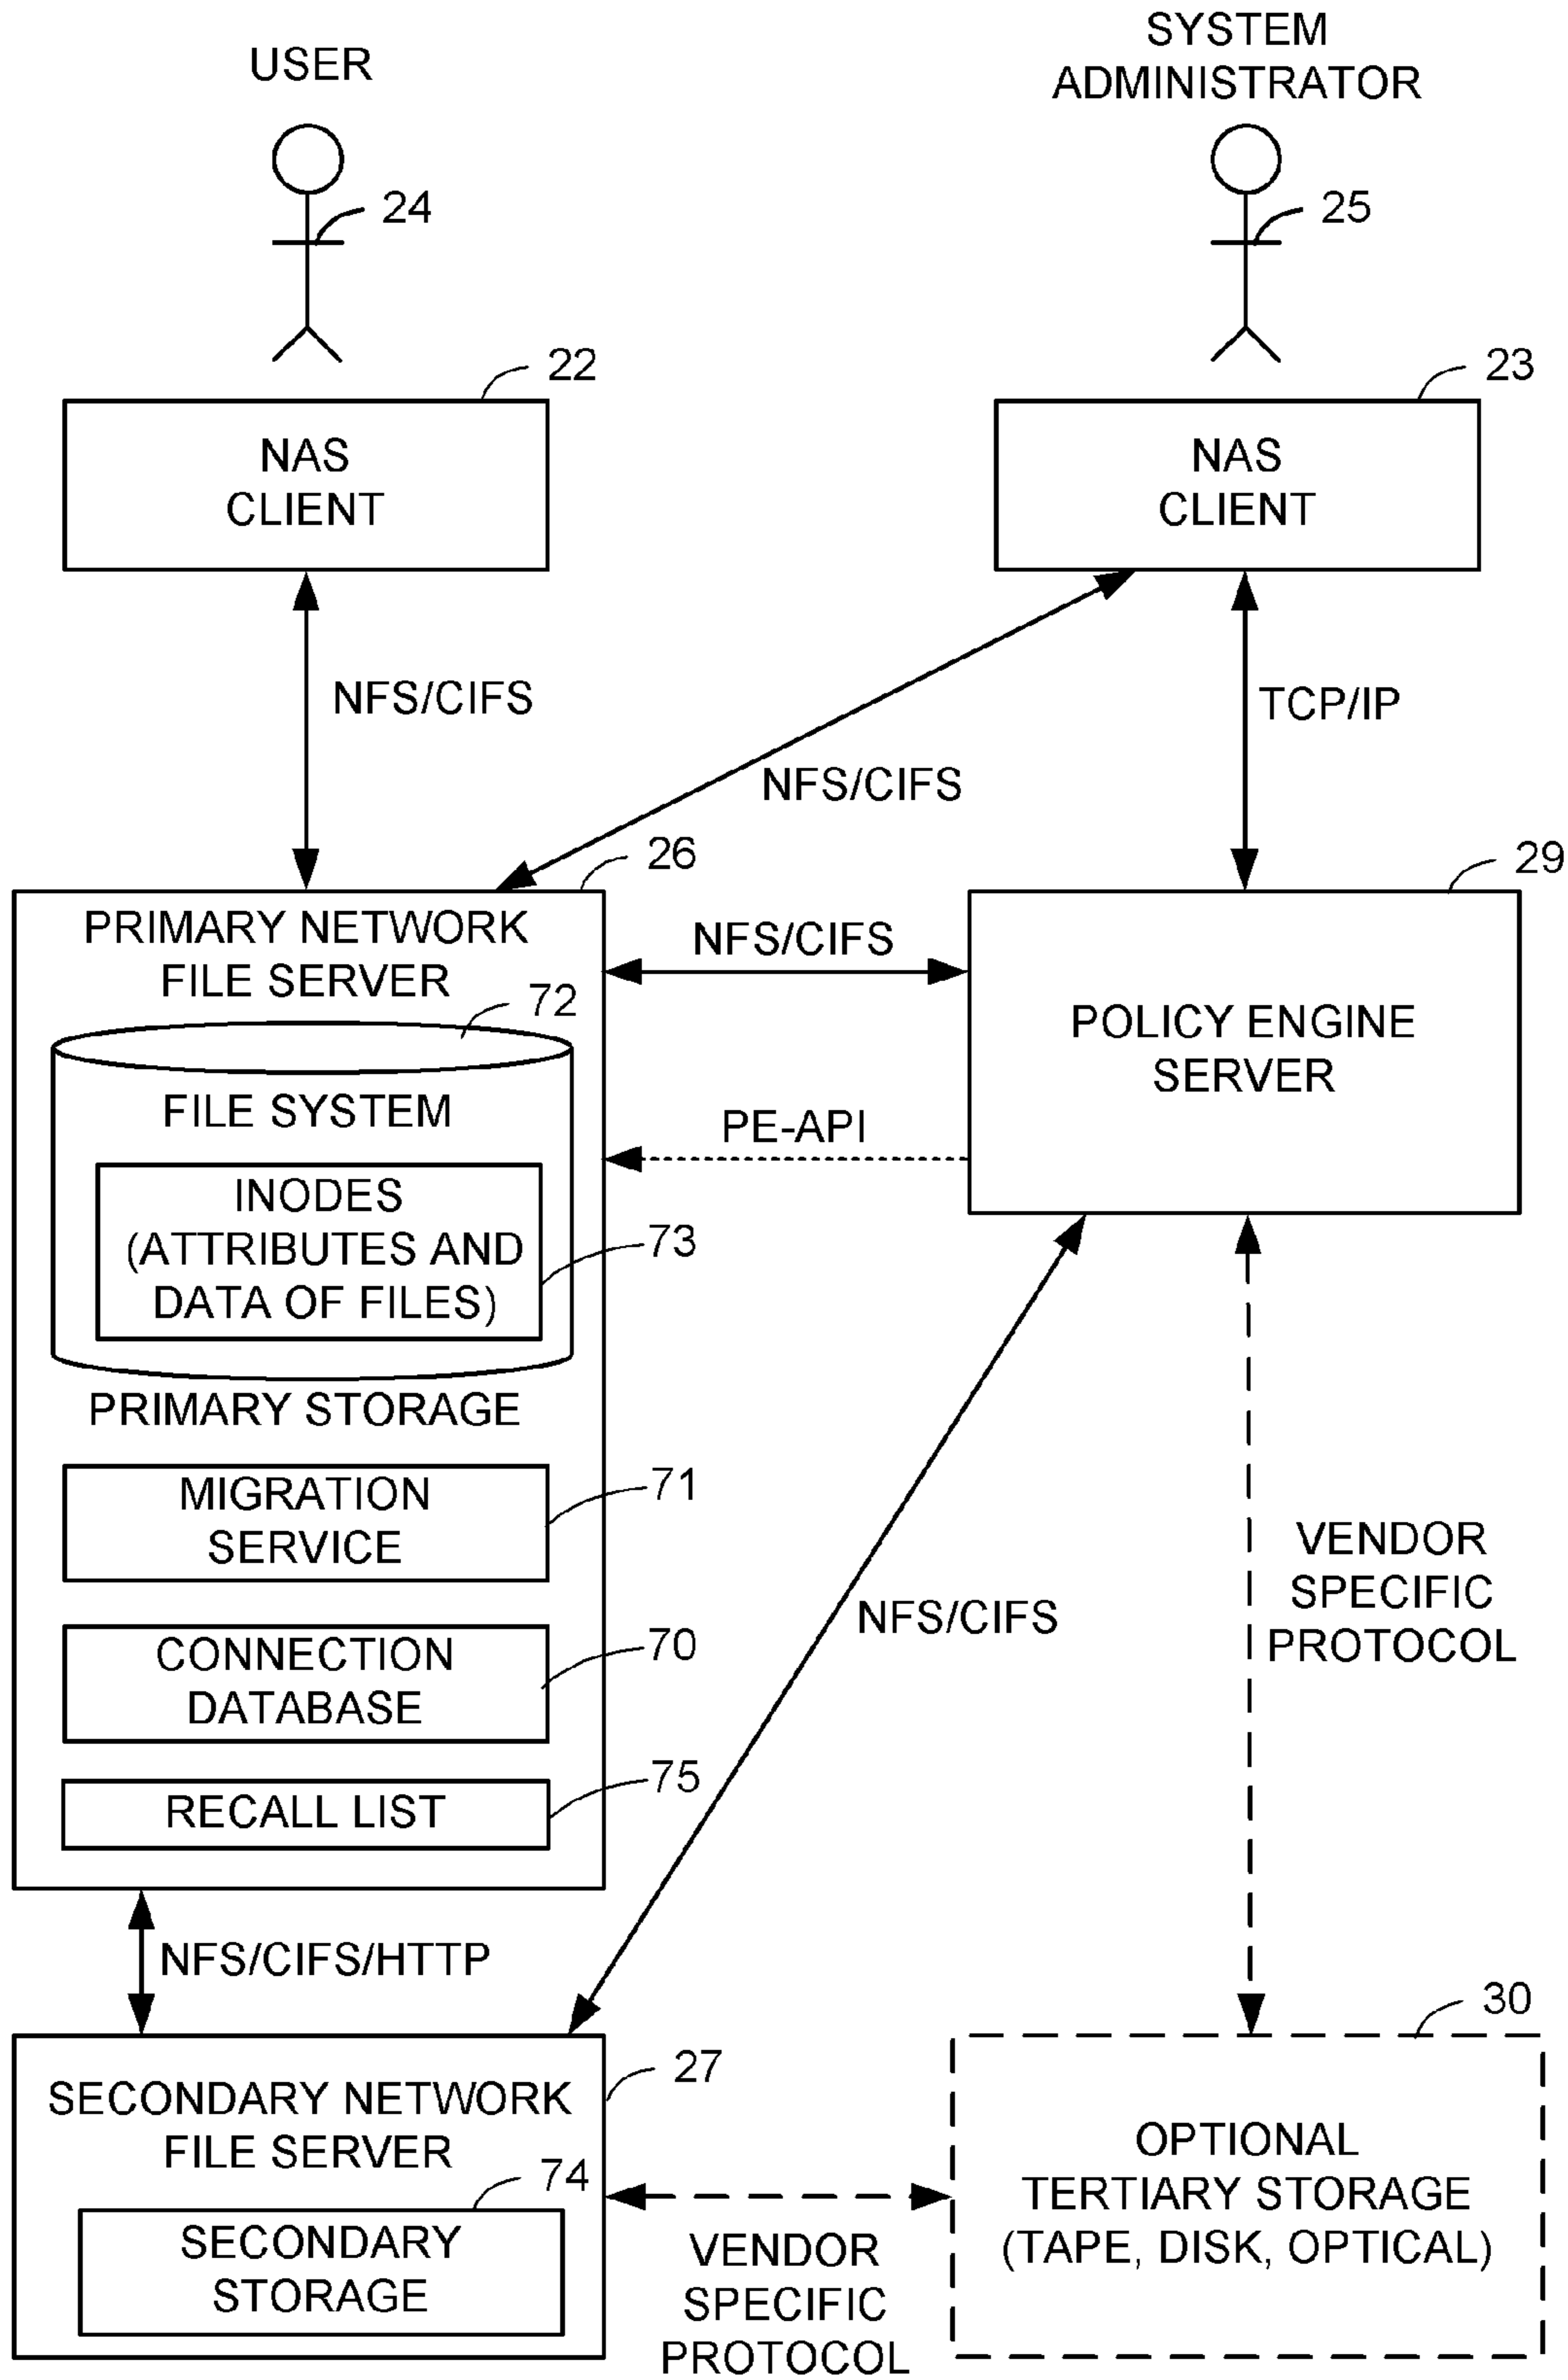 USER
SYSTEM
ADMINISTRATOR
24
25
22
23
NAS
CLIENT
NAS
CLIENT
NFS/CIFS
TCP/IP
NFS/CIFS
26
29
PRIMARY NETWORK
FILE SERVER
NFS/CIFS
72
POLICY ENGINE
SERVER
FILE SYSTEM
PE-API
INODES
(ATTRIBUTES AND
DATA OF FILES)
73
PRIMARY STORAGE
MIGRATION
SERVICE
71
VENDOR
SPECIFIC
PROTOCOL
NFS/CIFS
CONNECTION
DATABASE
70
RECALL LIST
75
NFS/CIFS/HTTP
30
27
SECONDARY NETWORK
FILE SERVER
74
SECONDARY
STORAGE
VENDOR
SPECIFIC
PROTOCOL
OPTIONAL
TERTIARY STORAGE
(TAPE, DISK, OPTICAL)